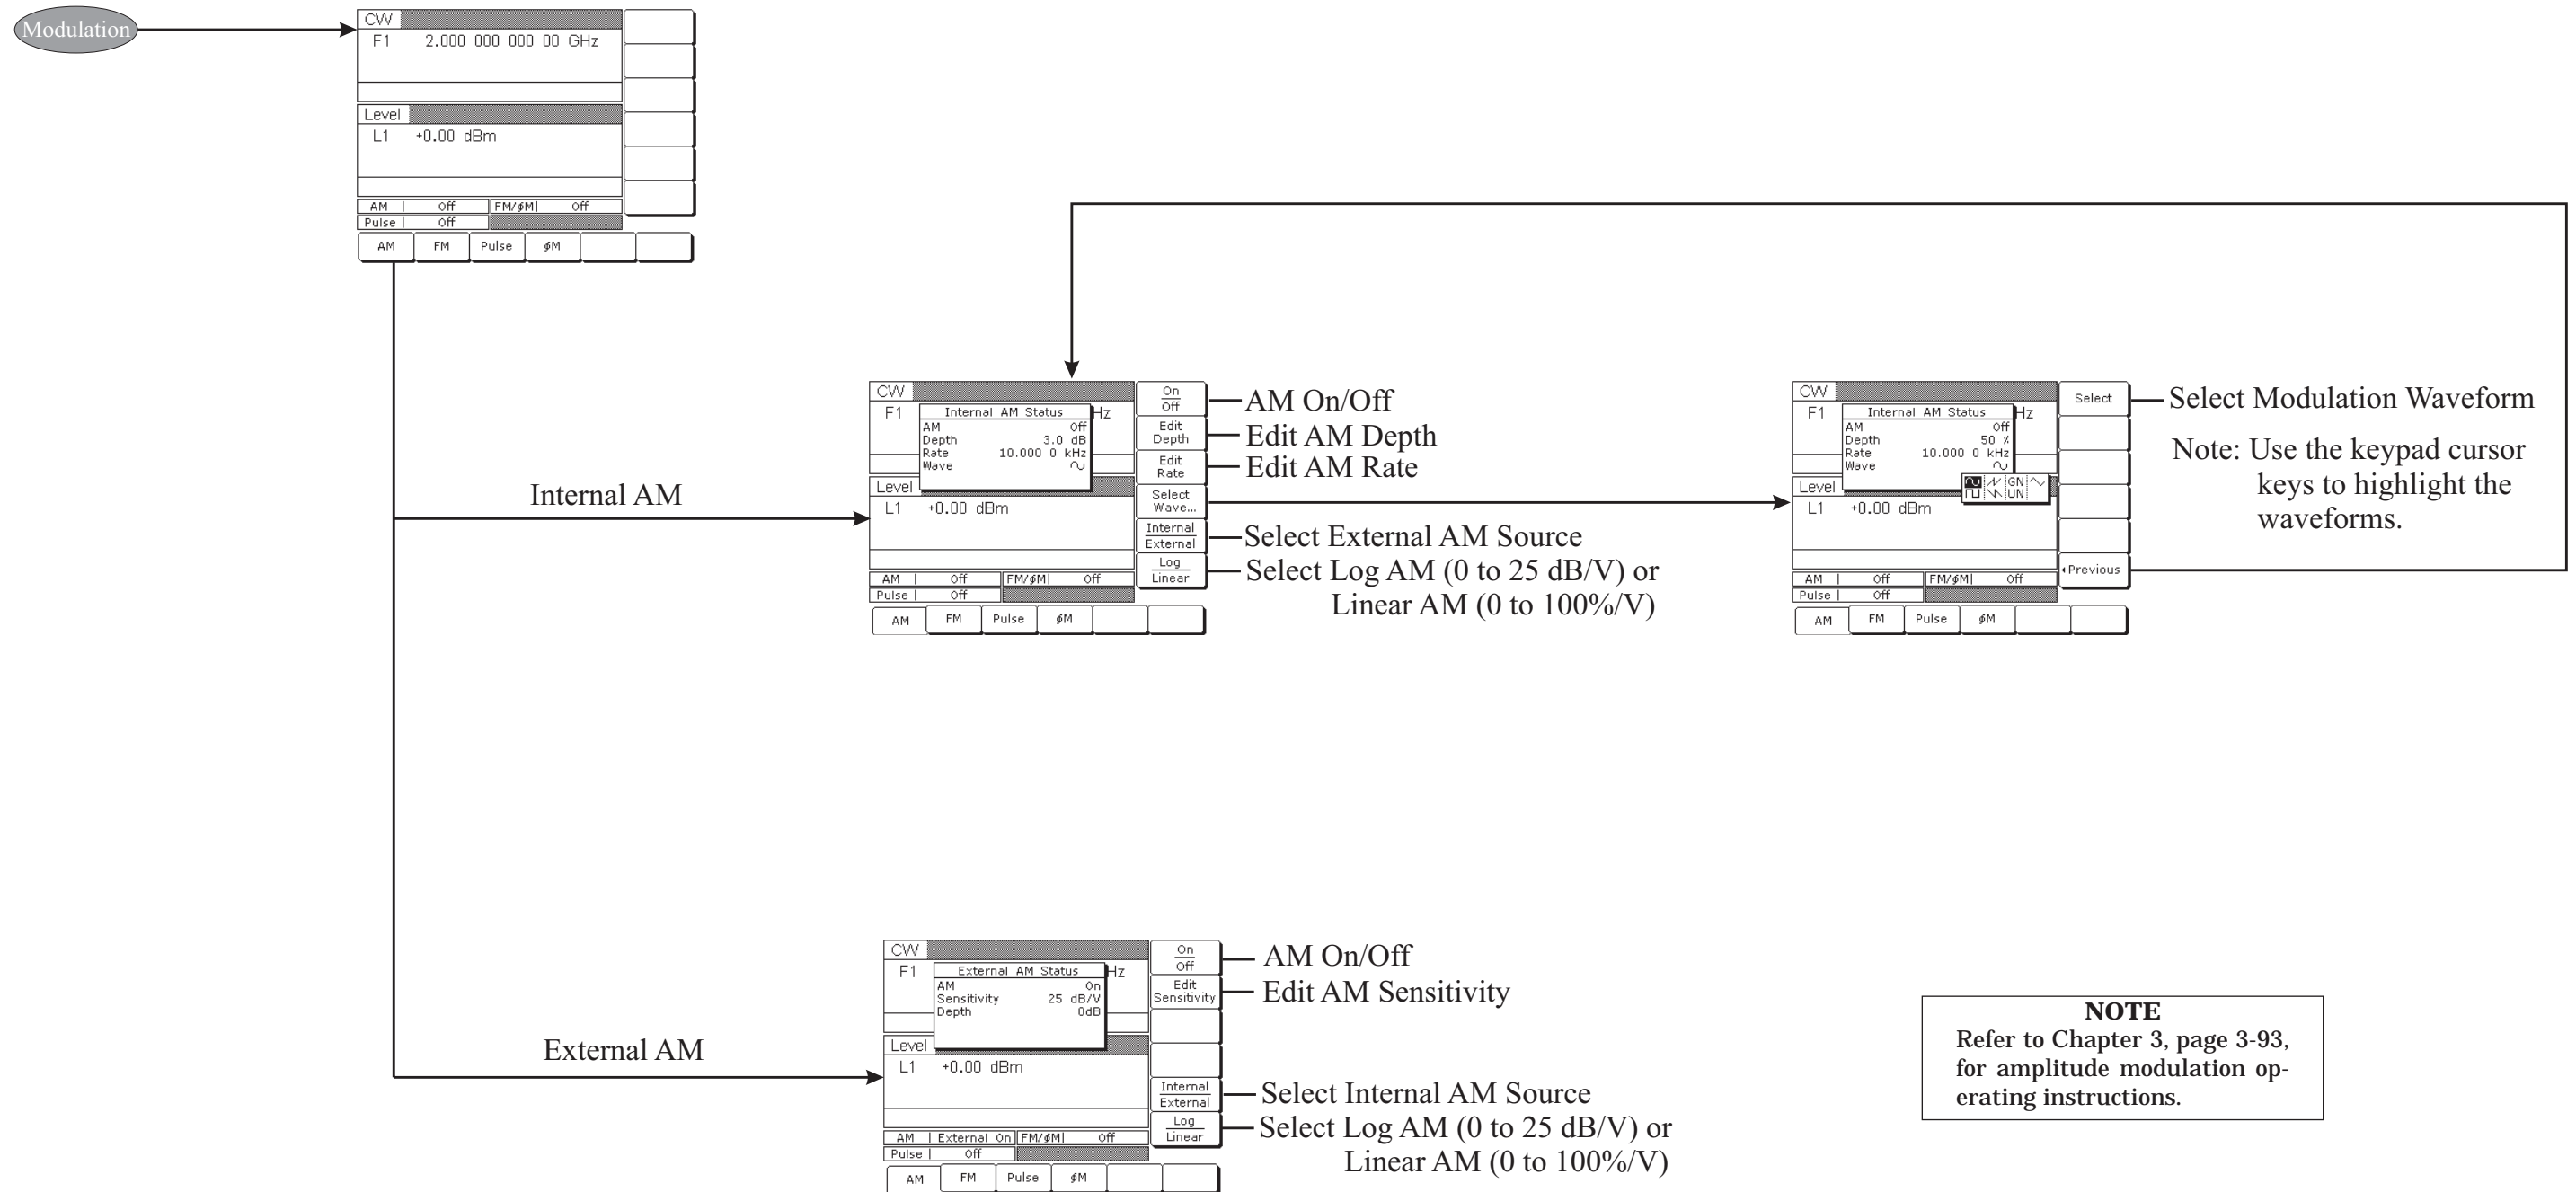 Modulation
CW
F1 2.000 000 000 00 GHz
Level
L1 +0.00 dBm
AM Off FM/ϕM Off
Pulse Off
AM FM Pulse ϕM
Internal AM
CW
F1 Hz
Internal AM Status
AM Off
Depth 3.0 dB
Rate 10.000 0 kHz
Wave
Level
L1 +0.00 dBm
AM Off FM/ϕM Off
Pulse Off
AM FM Pulse ϕM
On
Off
Edit
Depth
Edit
Rate
Select
Wave...
Internal
External
Log
Linear
AM On/Off
Edit AM Depth
Edit AM Rate
Select External AM Source
Select Log AM (0 to 25 dB/V) or
Linear AM (0 to 100%/V)
CW
F1 Hz
Internal AM Status
AM Off
Depth 50 %
Rate 10.000 0 kHz
Wave
GN
UN
Level
L1 +0.00 dBm
AM Off FM/ϕM Off
Pulse Off
AM FM Pulse ϕM
Select
Previous
Select Modulation Waveform
Note: Use the keypad cursor
keys to highlight the
waveforms.
External AM
CW
F1 Hz
External AM Status
AM On
Sensitivity 25 dB/V
Depth 0dB
Level
L1 +0.00 dBm
AM External On FM/ϕM Off
Pulse Off
AM FM Pulse ϕM
On
Off
Edit
Sensitivity
Internal
External
Log
Linear
AM On/Off
Edit AM Sensitivity
Select Internal AM Source
Select Log AM (0 to 25 dB/V) or
Linear AM (0 to 100%/V)
NOTE
Refer to Chapter 3, page 3-93,
for amplitude modulation op-
erating instructions.